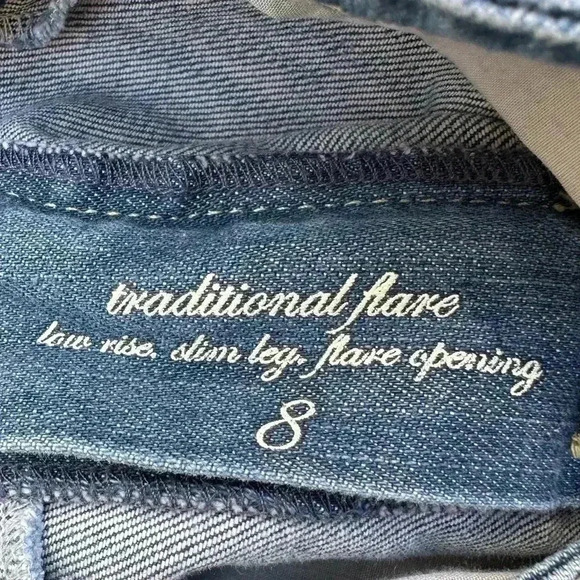 traditional flare
low rise. slim leg. flare opening
8